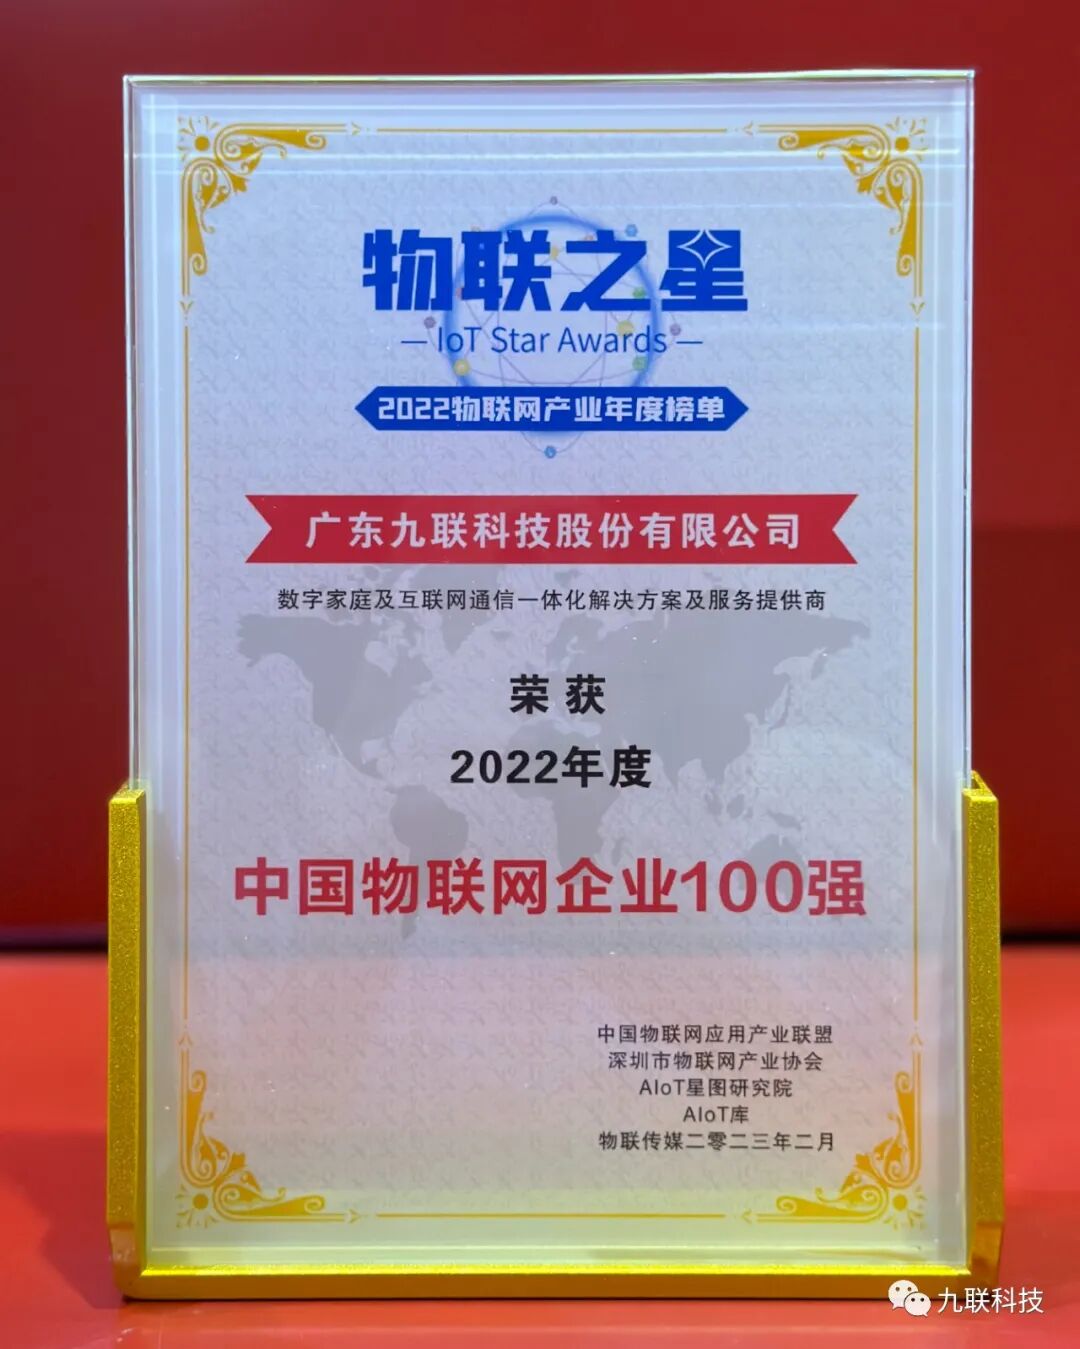 物联之星
— IoT Star Awards —
2022物联网产业年度榜单
广东九联科技股份有限公司
数字家庭及互联网通信一体化解决方案及服务提供商
荣获
2022年度
中国物联网企业100强
中国物联网应用产业联盟
深圳市物联网产业协会
AIoT星图研究院
AIoT库
物联传媒二零二三年二月
九联科技